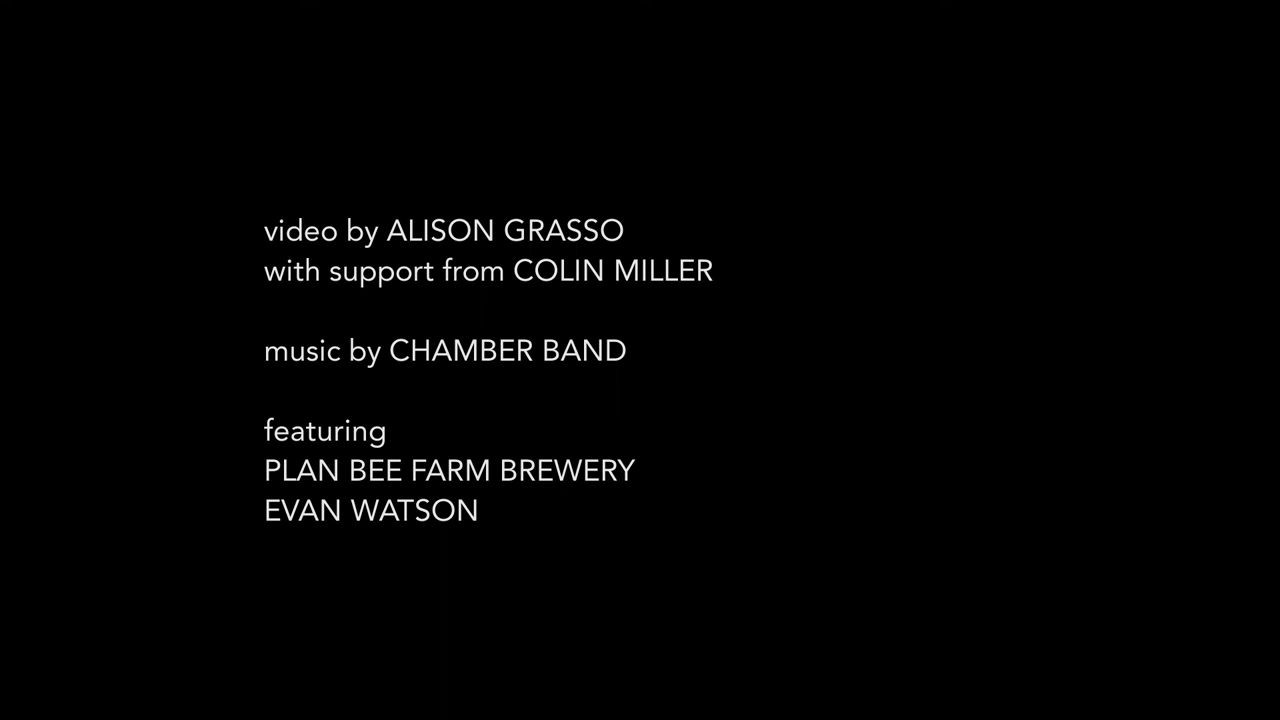 video by ALISON GRASSO
with support from COLIN MILLER
music by CHAMBER BAND
featuring
PLAN BEE FARM BREWERY
EVAN WATSON